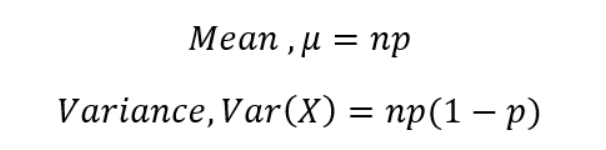 Mean , μ = np
Variance, Var(X) = np(1 − p)